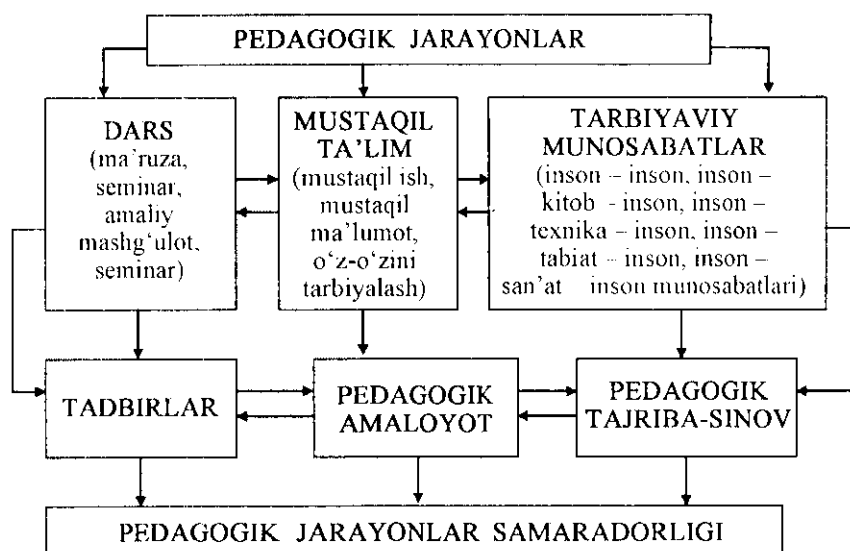 PEDAGOGIK JARAYONLAR
DARS
(ma'ruza,
seminar,
amaliy
mashg‘ulot,
seminar)
MUSTAQIL
TA’LIM
(mustaqil ish,
mustaqil
ma’lumot,
o‘z-o‘zini
tarbiyalash)
TARBIYAVIY
MUNOSABATLAR
(inson – inson, inson –
kitob - inson, inson –
texnika – inson, inson –
tabiat – inson, inson –
san’at inson munosabatlari)
TADBIRLAR
PEDAGOGIK
AMALOYOT
PEDAGOGIK
TAJRIBA-SINOV
PEDAGOGIK JARAYONLAR SAMARADORLIGI